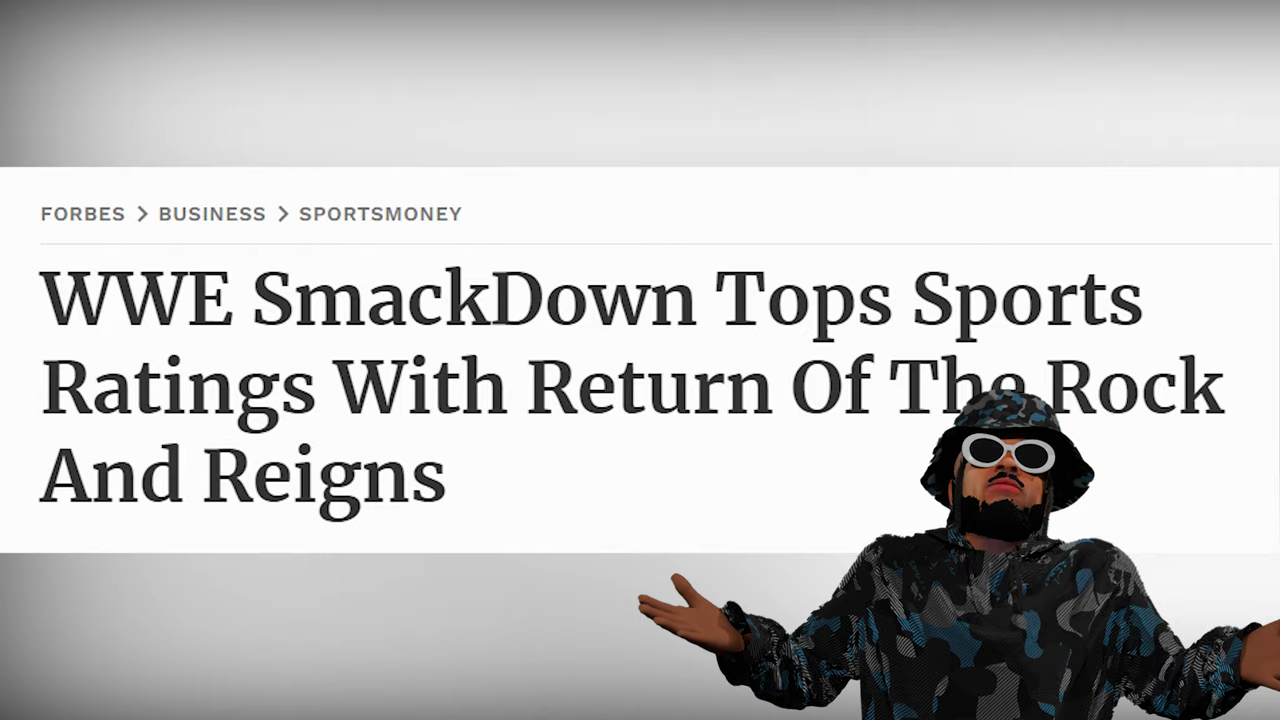 FORBES > BUSINESS > SPORTSMONEY
WWE SmackDown Tops Sports
Ratings With Return Of The Rock
And Reigns